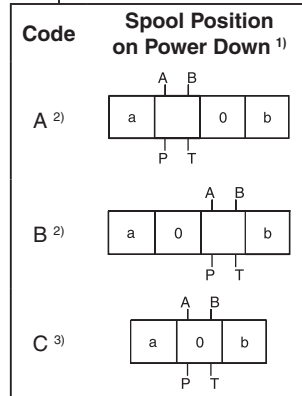 Code
Spool Position
on Power Down 1)
A B
A 2)
a 0 b
P T
A B
B 2)
a 0 b
P T
A B
C 3)
a 0 b
P T